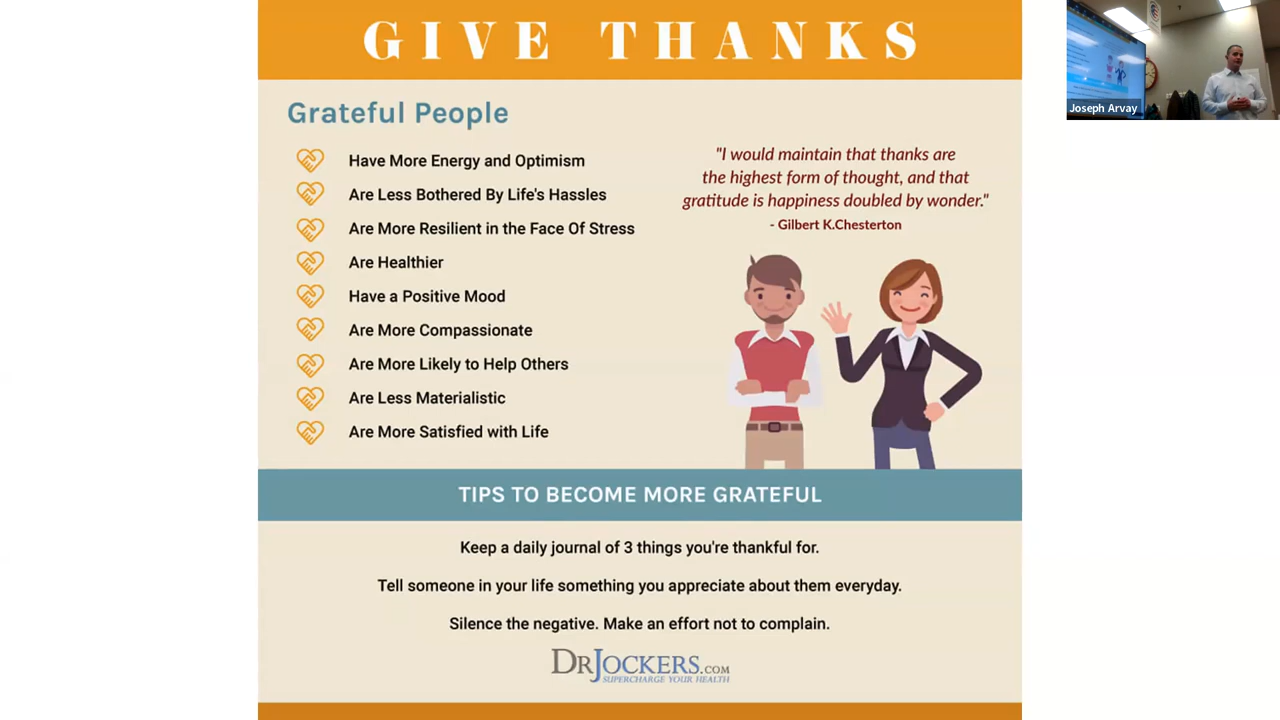 GIVE THANKS
Joseph Arvay
Grateful People
Have More Energy and Optimism
Are Less Bothered By Life's Hassles
Are More Resilient in the Face Of Stress
Are Healthier
Have a Positive Mood
Are More Compassionate
Are More Likely to Help Others
Are Less Materialistic
Are More Satisfied with Life
"I would maintain that thanks are
the highest form of thought, and that
gratitude is happiness doubled by wonder."
- Gilbert K.Chesterton
TIPS TO BECOME MORE GRATEFUL
Keep a daily journal of 3 things you're thankful for.
Tell someone in your life something you appreciate about them everyday.
Silence the negative. Make an effort not to complain.
DRJOCKERS.COM
SUPERCHARGE YOUR HEALTH